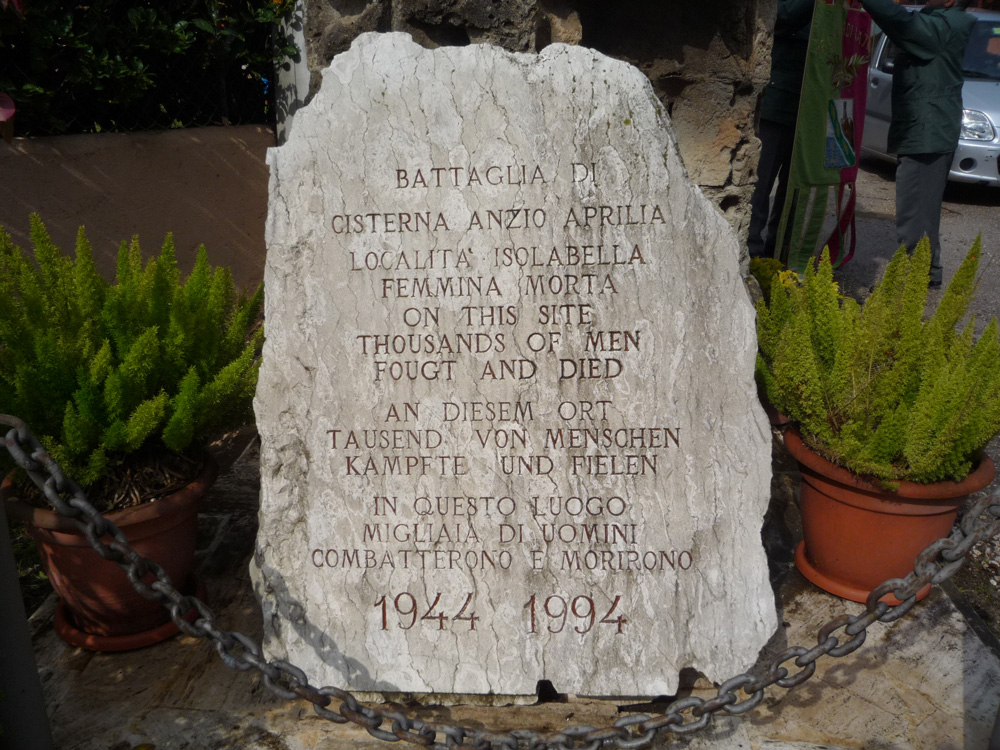 BATTAGLIA DI
CISTERNA ANZIO APRILIA
LOCALITA' ISOLABELLA
FEMMINA MORTA
ON THIS SITE
THOUSANDS OF MEN
FOUGT AND DIED
AN DIESEM ORT
TAUSEND VON MENSCHEN
KAMPFTE UND FIELEN
IN QUESTO LUOGO
MIGLIAIA DI UOMINI
COMBATTERONO E MORIRONO
1944 1994